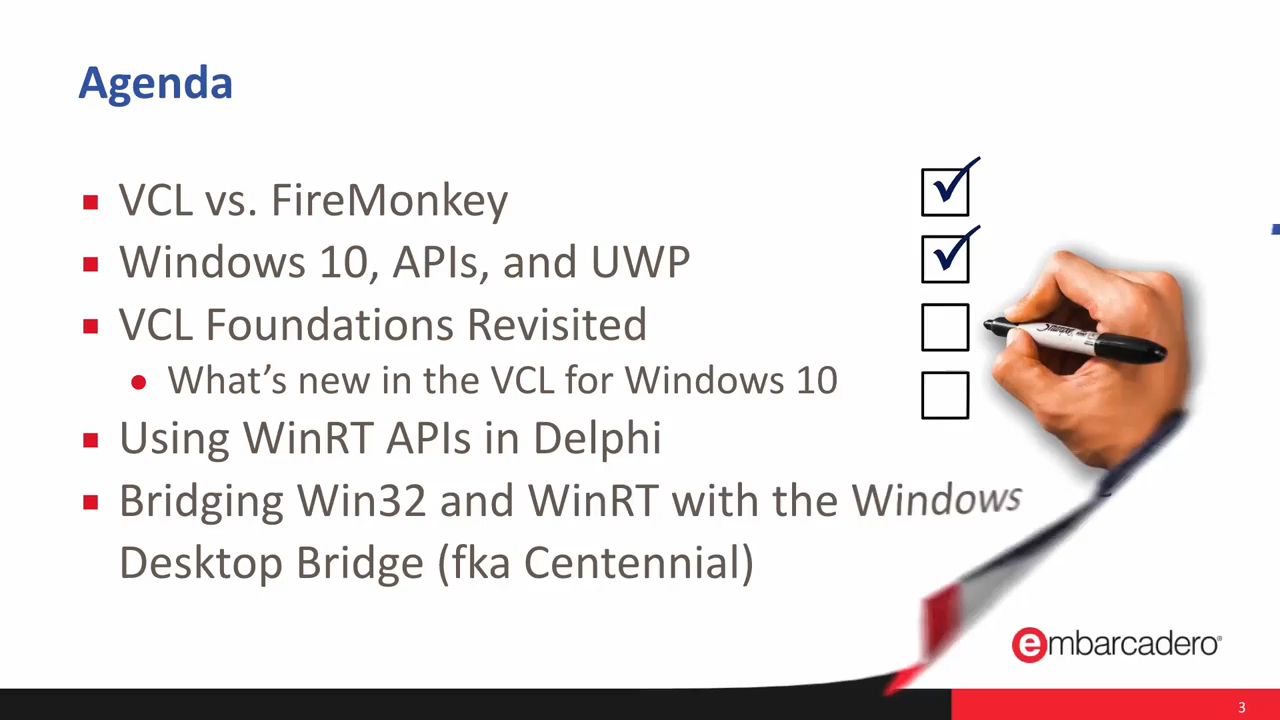 Agenda
VCL vs. FireMonkey
Windows 10, APIs, and UWP
VCL Foundations Revisited
What's new in the VCL for Windows 10
Using WinRT APIs in Delphi
Bridging Win32 and WinRT with the Windows
Desktop Bridge (fka Centennial)
Sharpie
embarcadero®
3